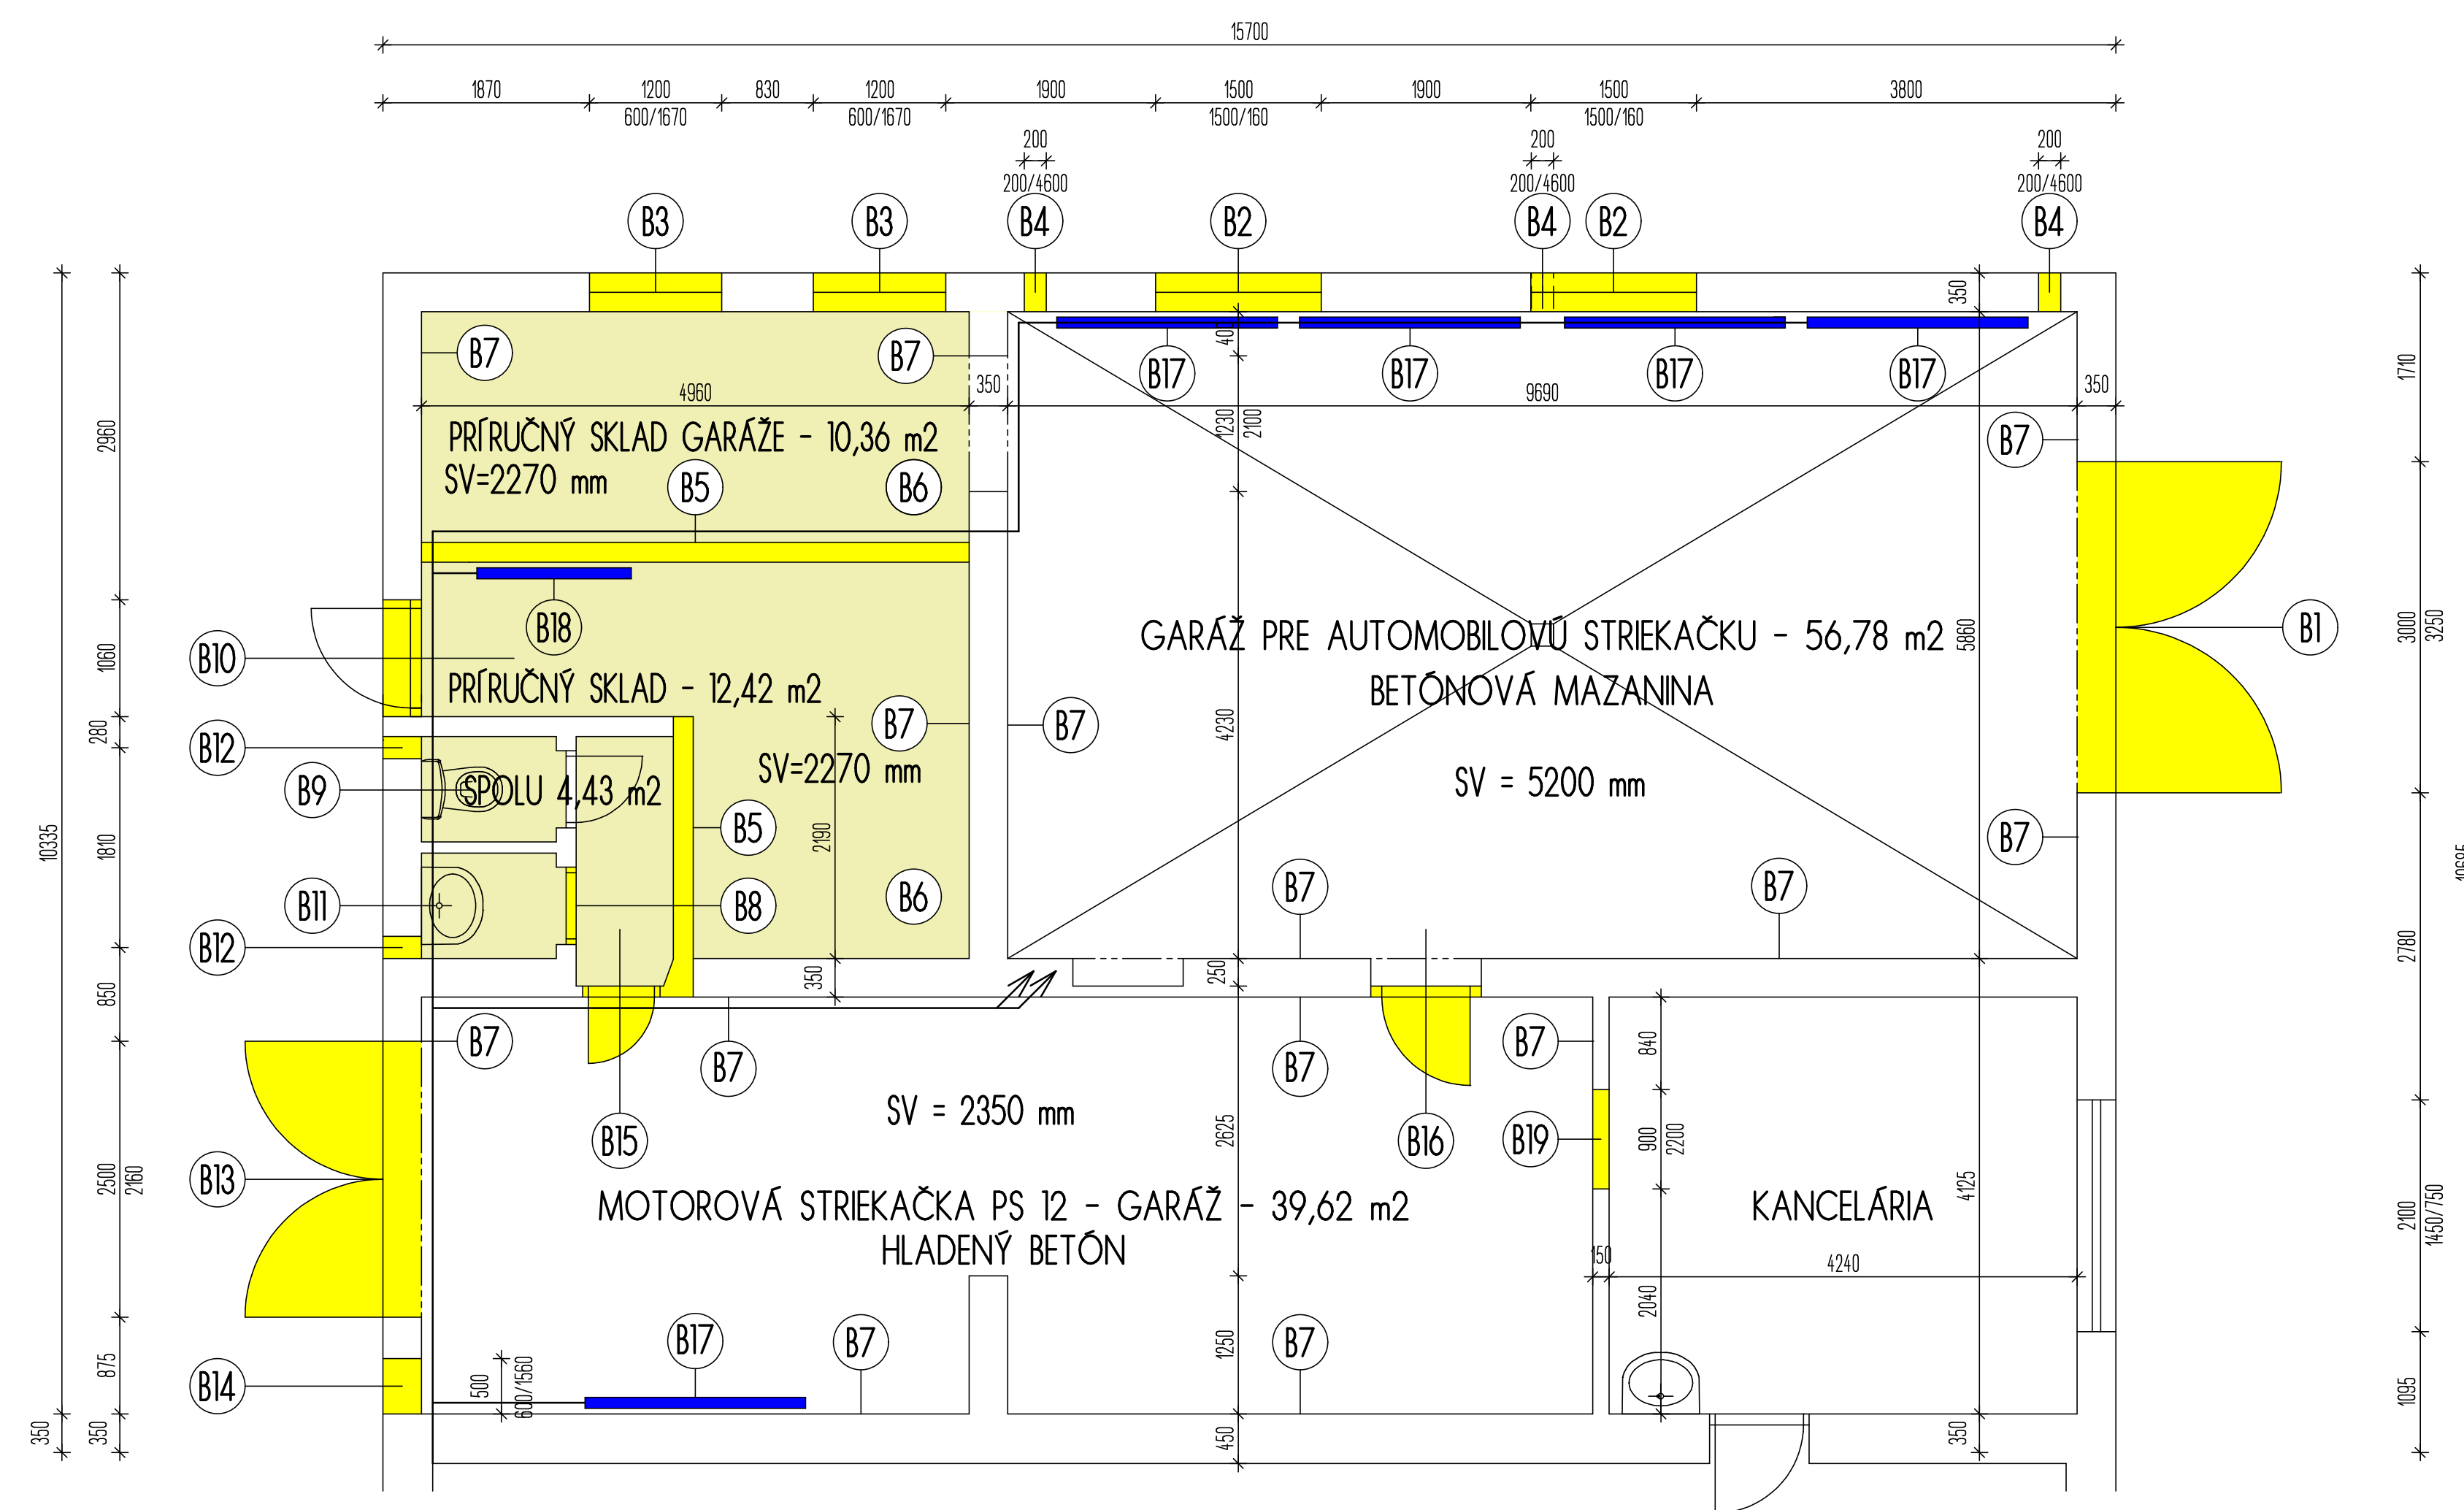 15700
1870 1200 830 1200 1900 1500 1900 1500 3800
600/1670 600/1670 1500/160 1500/160
200 200 200
200/4600 200/4600 200/4600
B3 B3 B4 B2 B4 B2 B4
350
400
B7 B7 B17 B17 B17 B17
1710
4960 350 9690 350
2960
1230 2100
PRÍRUČNÝ SKLAD GARÁŽE - 10,36 m2
B7
SV=2270 mm
B5 B6
B18 B1
3000 3250
GARÁŽ PRE AUTOMOBILOVÚ STRIEKAČKU - 56,78 m2
5860
1060
B10
PRÍRUČNÝ SKLAD - 12,42 m2
BETÓNOVÁ MAZANINA
280
B7 B7
4230
B12
SV=2270 mm
SV = 5200 mm
B9
SPOLU 4,43 m2
10335
1810
2190
B5
B7
B11 B8 B6 B7 B7
B12
2780
850
350
250
B7 B7 B7 B7
840
SV = 2350 mm
2625
B15 B16 B19
900 2200
B13
2500 2160
4125
MOTOROVÁ STRIEKAČKA PS 12 - GARÁŽ - 39,62 m2
KANCELÁRIA
2100 1450/750
HLADENÝ BETÓN
150 4240
2040
B17 B7 B7
1250
875
B14
500 600/1560
1095
350 350
450
350